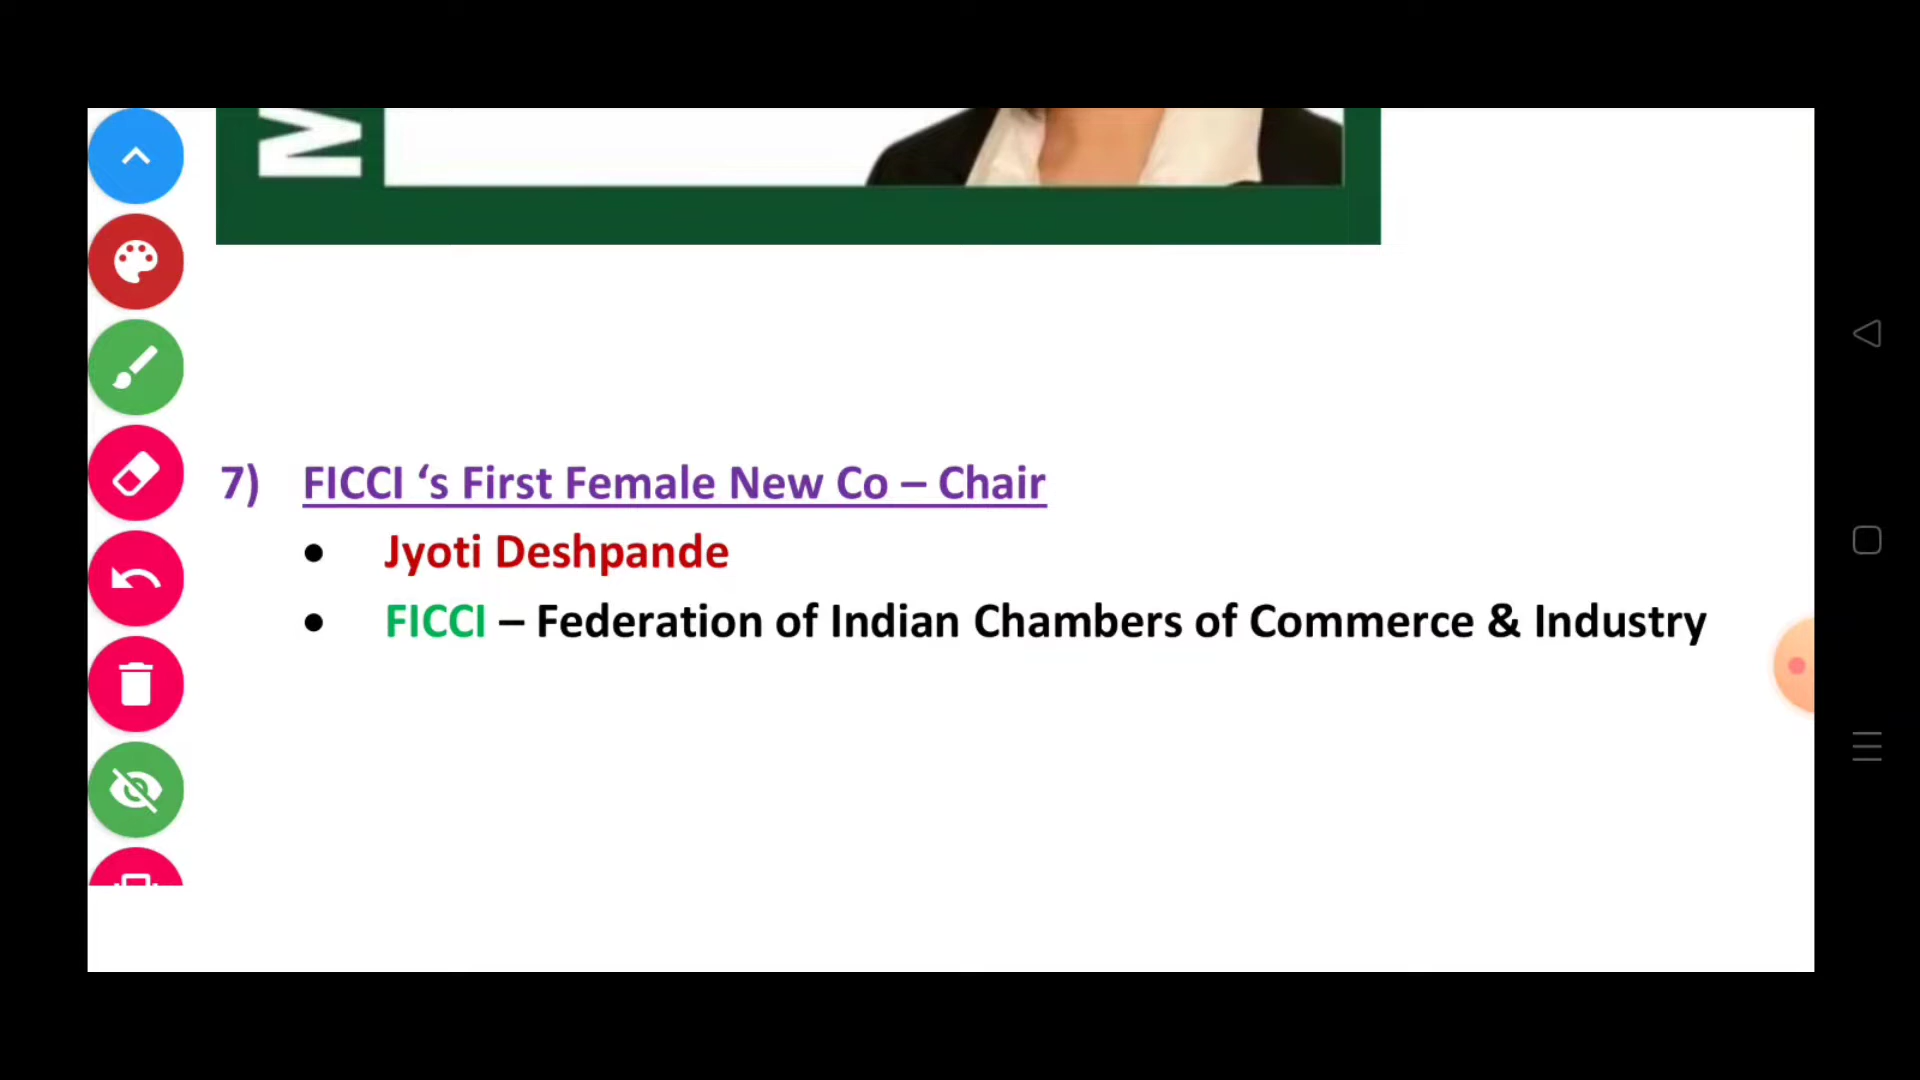 M
7) FICCI ‘s First Female New Co – Chair
• Jyoti Deshpande
• FICCI – Federation of Indian Chambers of Commerce & Industry